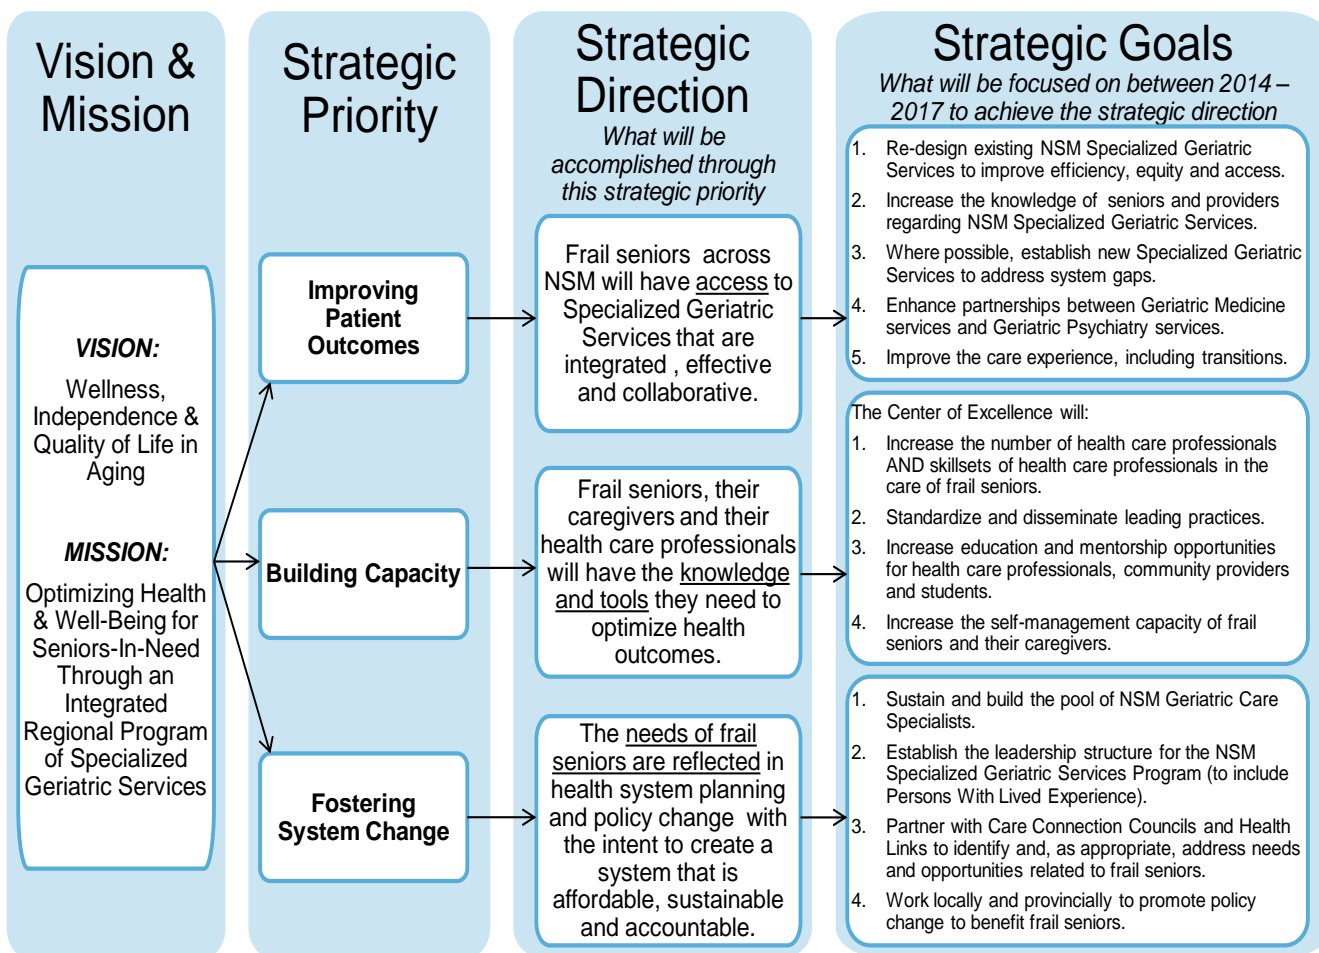 Vision &
Mission
VISION:
Wellness,
Independence &
Quality of Life in
Aging
MISSION:
Optimizing Health
& Well-Being for
Seniors-In-Need
Through an
Integrated
Regional Program
of Specialized
Geriatric Services
Strategic
Priority
Improving
Patient
Outcomes
Building Capacity
Fostering
System Change
Strategic
Direction
What will be
accomplished through
this strategic priority
Frail seniors across
NSM will have access to
Specialized Geriatric
Services that are
integrated , effective
and collaborative.
Frail seniors, their
caregivers and their
health care professionals
will have the knowledge
and tools they need to
optimize health
outcomes.
The needs of frail
seniors are reflected in
health system planning
and policy change with
the intent to create a
system that is
affordable, sustainable
and accountable.
Strategic Goals
What will be focused on between 2014 –
2017 to achieve the strategic direction
1. Re-design existing NSM Specialized Geriatric
Services to improve efficiency, equity and access.
2. Increase the knowledge of seniors and providers
regarding NSM Specialized Geriatric Services.
3. Where possible, establish new Specialized Geriatric
Services to address system gaps.
4. Enhance partnerships between Geriatric Medicine
services and Geriatric Psychiatry services.
5. Improve the care experience, including transitions.
The Center of Excellence will:
1. Increase the number of health care professionals
AND skillsets of health care professionals in the
care of frail seniors.
2. Standardize and disseminate leading practices.
3. Increase education and mentorship opportunities
for health care professionals, community providers
and students.
4. Increase the self-management capacity of frail
seniors and their caregivers.
1. Sustain and build the pool of NSM Geriatric Care
Specialists.
2. Establish the leadership structure for the NSM
Specialized Geriatric Services Program (to include
Persons With Lived Experience).
3. Partner with Care Connection Councils and Health
Links to identify and, as appropriate, address needs
and opportunities related to frail seniors.
4. Work locally and provincially to promote policy
change to benefit frail seniors.